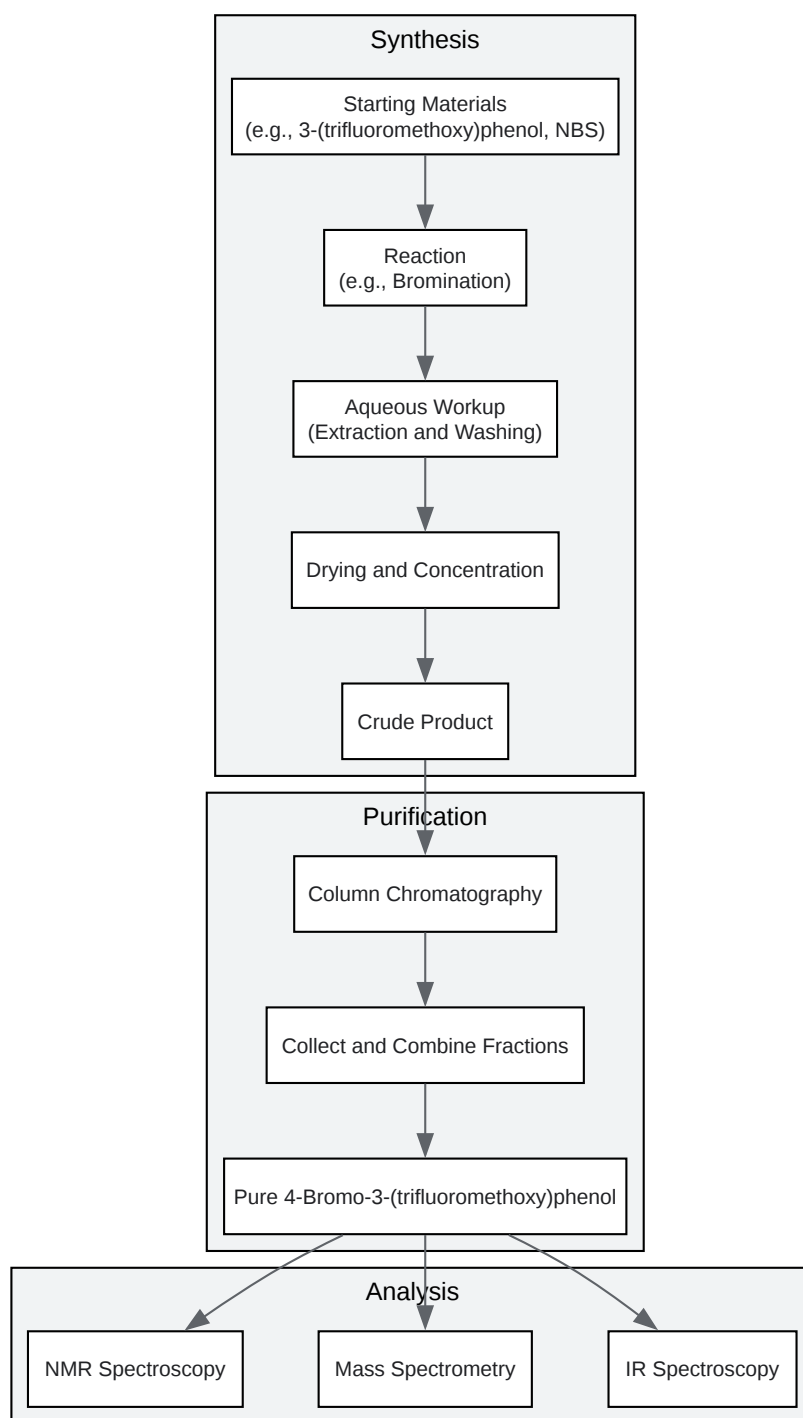 Synthesis
Starting Materials
(e.g., 3-(trifluoromethoxy)phenol, NBS)
Reaction
(e.g., Bromination)
Aqueous Workup
(Extraction and Washing)
Drying and Concentration
Crude Product
Purification
Column Chromatography
Collect and Combine Fractions
Pure 4-Bromo-3-(trifluoromethoxy)phenol
Analysis
NMR Spectroscopy
Mass Spectrometry
IR Spectroscopy